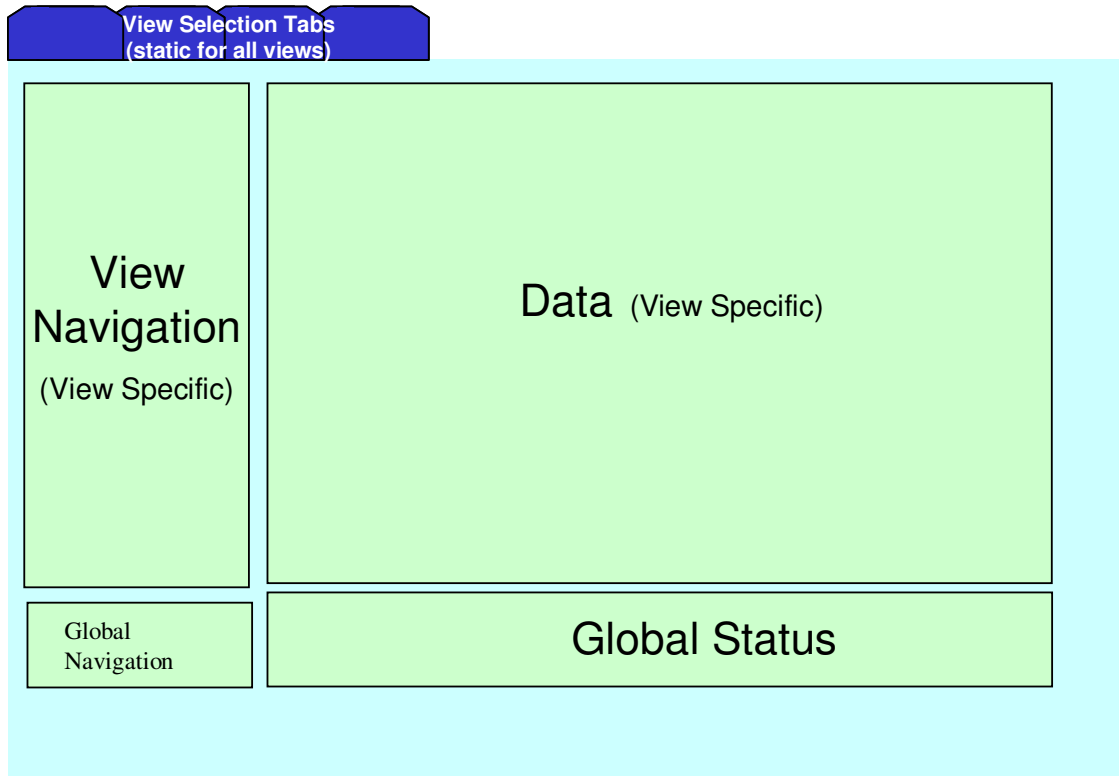 View Selection Tabs
(static for all views)
View
Navigation
(View Specific)
Data (View Specific)
Global
Navigation
Global Status